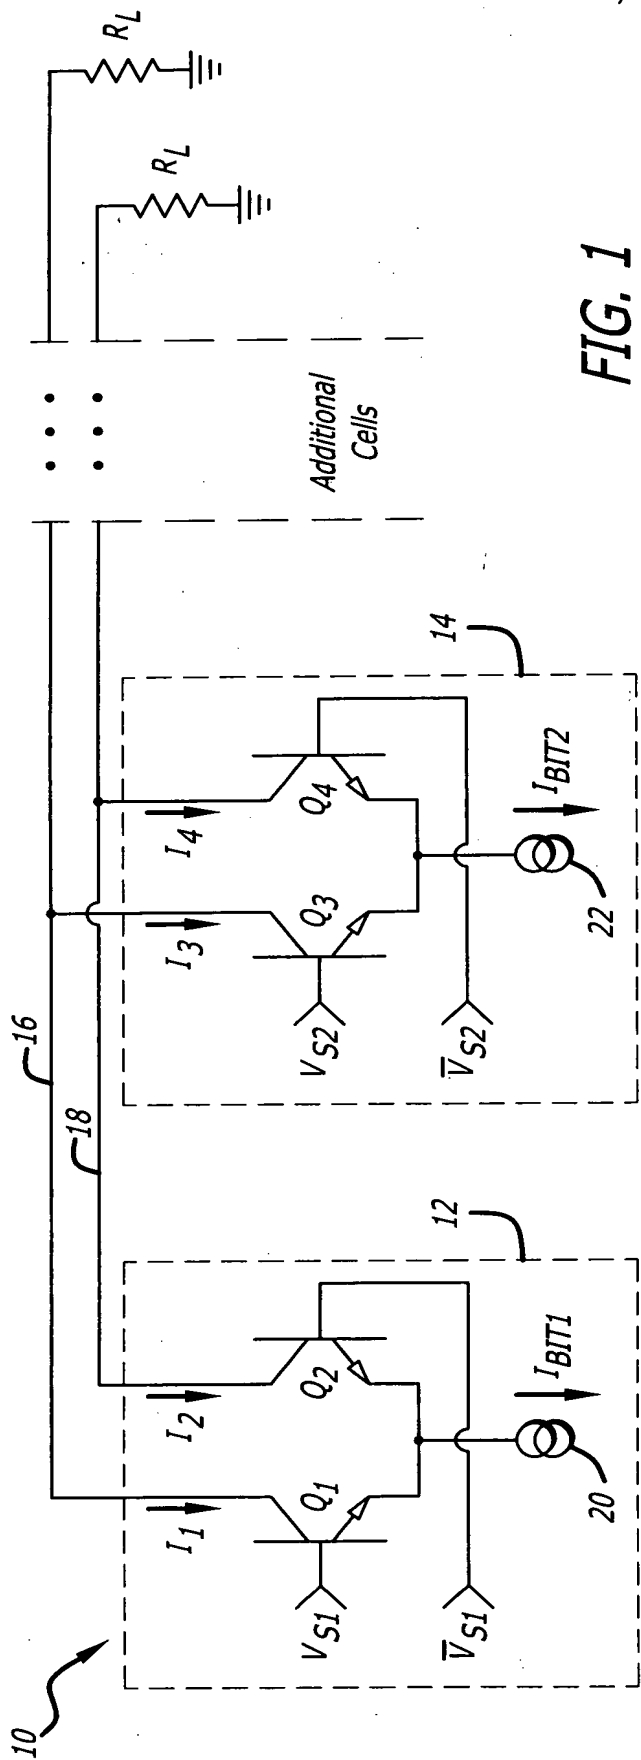 10
16
18
R_L
R_L
I_1
I_2
I_3
I_4
Q_1
Q_2
Q_3
Q_4
V_S1
V̅_S1
V_S2
V̅_S2
12
14
20
I_BIT1
22
I_BIT2
Additional
Cells
FIG. 1